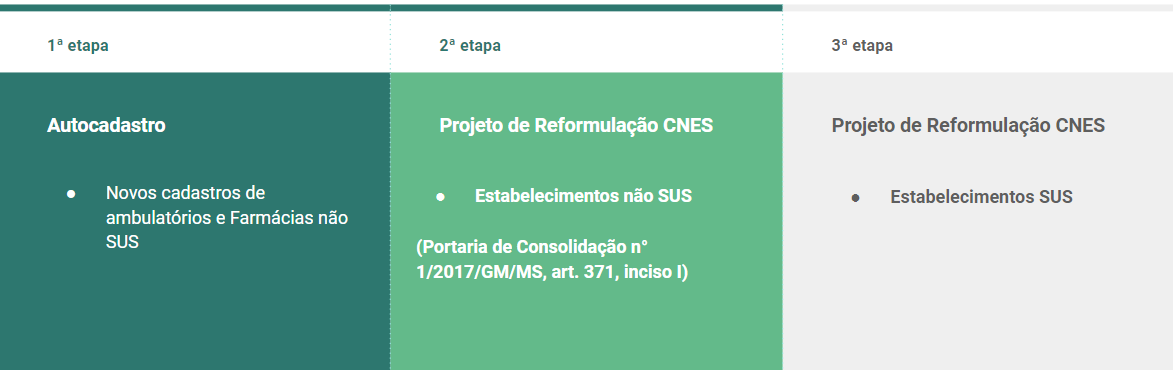 1ª etapa
Autocadastro
● Novos cadastros de
ambulatórios e Farmácias não
SUS
2ª etapa
Projeto de Reformulação CNES
● Estabelecimentos não SUS
(Portaria de Consolidação n°
1/2017/GM/MS, art. 371, inciso I)
3ª etapa
Projeto de Reformulação CNES
● Estabelecimentos SUS